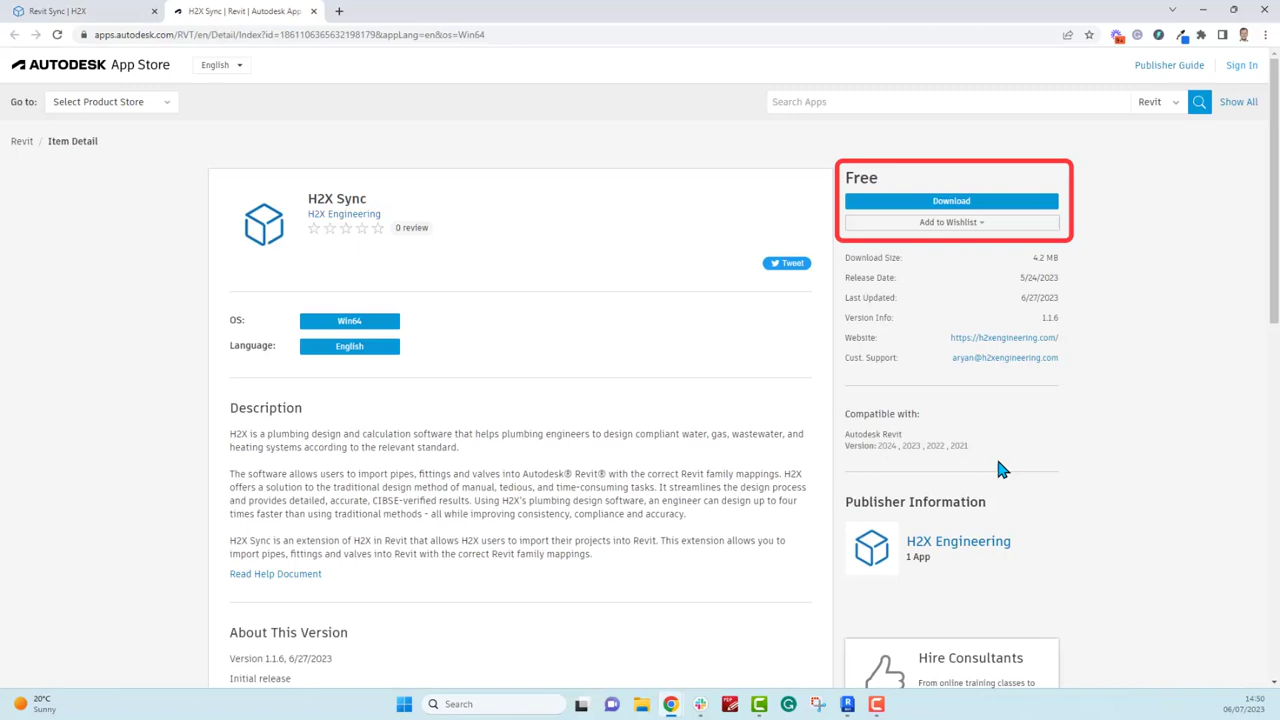 Revit Sync | H2X
H2X Sync | Revit | Autodesk App
apps.autodesk.com/RVT/en/Detail/Index?id=1861106365632198179&appLang=en&os=Win64
AUTODESK App Store
English
Publisher Guide
Sign In
Go to:
Select Product Store
Search Apps
Revit
Show All
Revit / Item Detail
H2X Sync
H2X Engineering
0 review
Tweet
OS:
Win64
Language:
English
Description
H2X is a plumbing design and calculation software that helps plumbing engineers to design compliant water, gas, wastewater, and
heating systems according to the relevant standard.
The software allows users to import pipes, fittings and valves into Autodesk® Revit® with the correct Revit family mappings. H2X
offers a solution to the traditional design method of manual, tedious, and time-consuming tasks. It streamlines the design process
and provides detailed, accurate, CIBSE-verified results. Using H2X's plumbing design software, an engineer can design up to four
times faster than using traditional methods - all while improving consistency, compliance and accuracy.
H2X Sync is an extension of H2X in Revit that allows H2X users to import their projects into Revit. This extension allows you to
import pipes, fittings and valves into Revit with the correct Revit family mappings.
Read Help Document
About This Version
Version 1.1.6, 6/27/2023
Initial release
Free
Download
Add to Wishlist
Download Size: 4.2 MB
Release Date: 5/24/2023
Last Updated: 6/27/2023
Version Info: 1.1.6
Website: https://h2xengineering.com/
Cust. Support: aryan@h2xengineering.com
Compatible with:
Autodesk Revit
Version: 2024 , 2023 , 2022 , 2021
Publisher Information
H2X Engineering
1 App
Hire Consultants
From online training classes to
20°C
Sunny
Search
14:50
06/07/2023